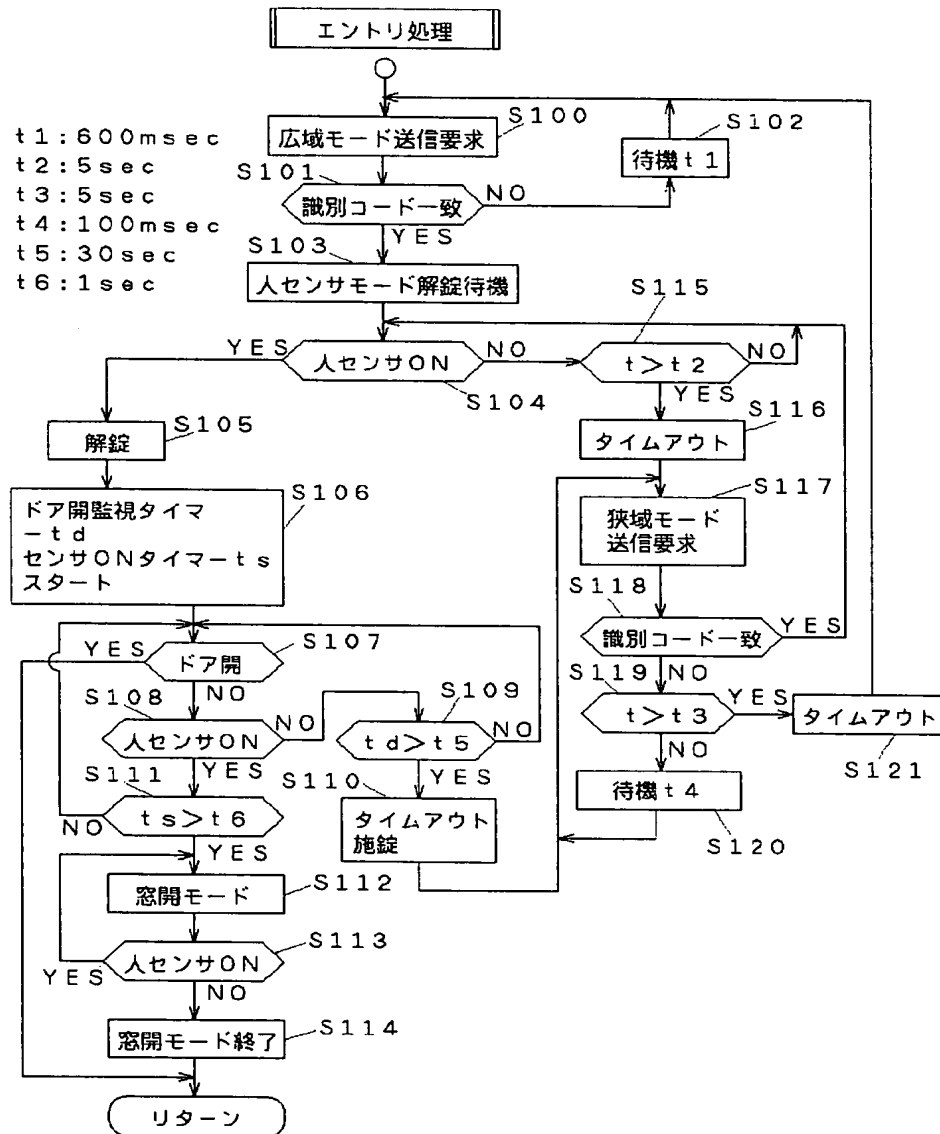 エントリ処理
t1:600msec
t2:5sec
t3:5sec
t4:100msec
t5:30sec
t6:1sec
広域モード送信要求
S100
S102
待機t1
S101
識別コード一致
NO
YES
S103
人センサモード解錠待機
S115
YES
人センサON
NO
S104
t>t2
NO
YES
S105
解錠
S116
タイムアウト
S106
ドア開監視タイマ
ーtd
センサONタイマーts
スタート
S117
狭域モード
送信要求
S118
識別コード一致
YES
NO
YES
ドア開
S107
NO
S119
t>t3
YES
タイムアウト
S121
NO
S108
人センサON
NO
S109
td>t5
NO
YES
YES
S111
ts>t6
NO
YES
S110
タイムアウト
施錠
待機t4
S120
窓開モード
S112
S113
人センサON
YES
NO
窓開モード終了
S114
リターン